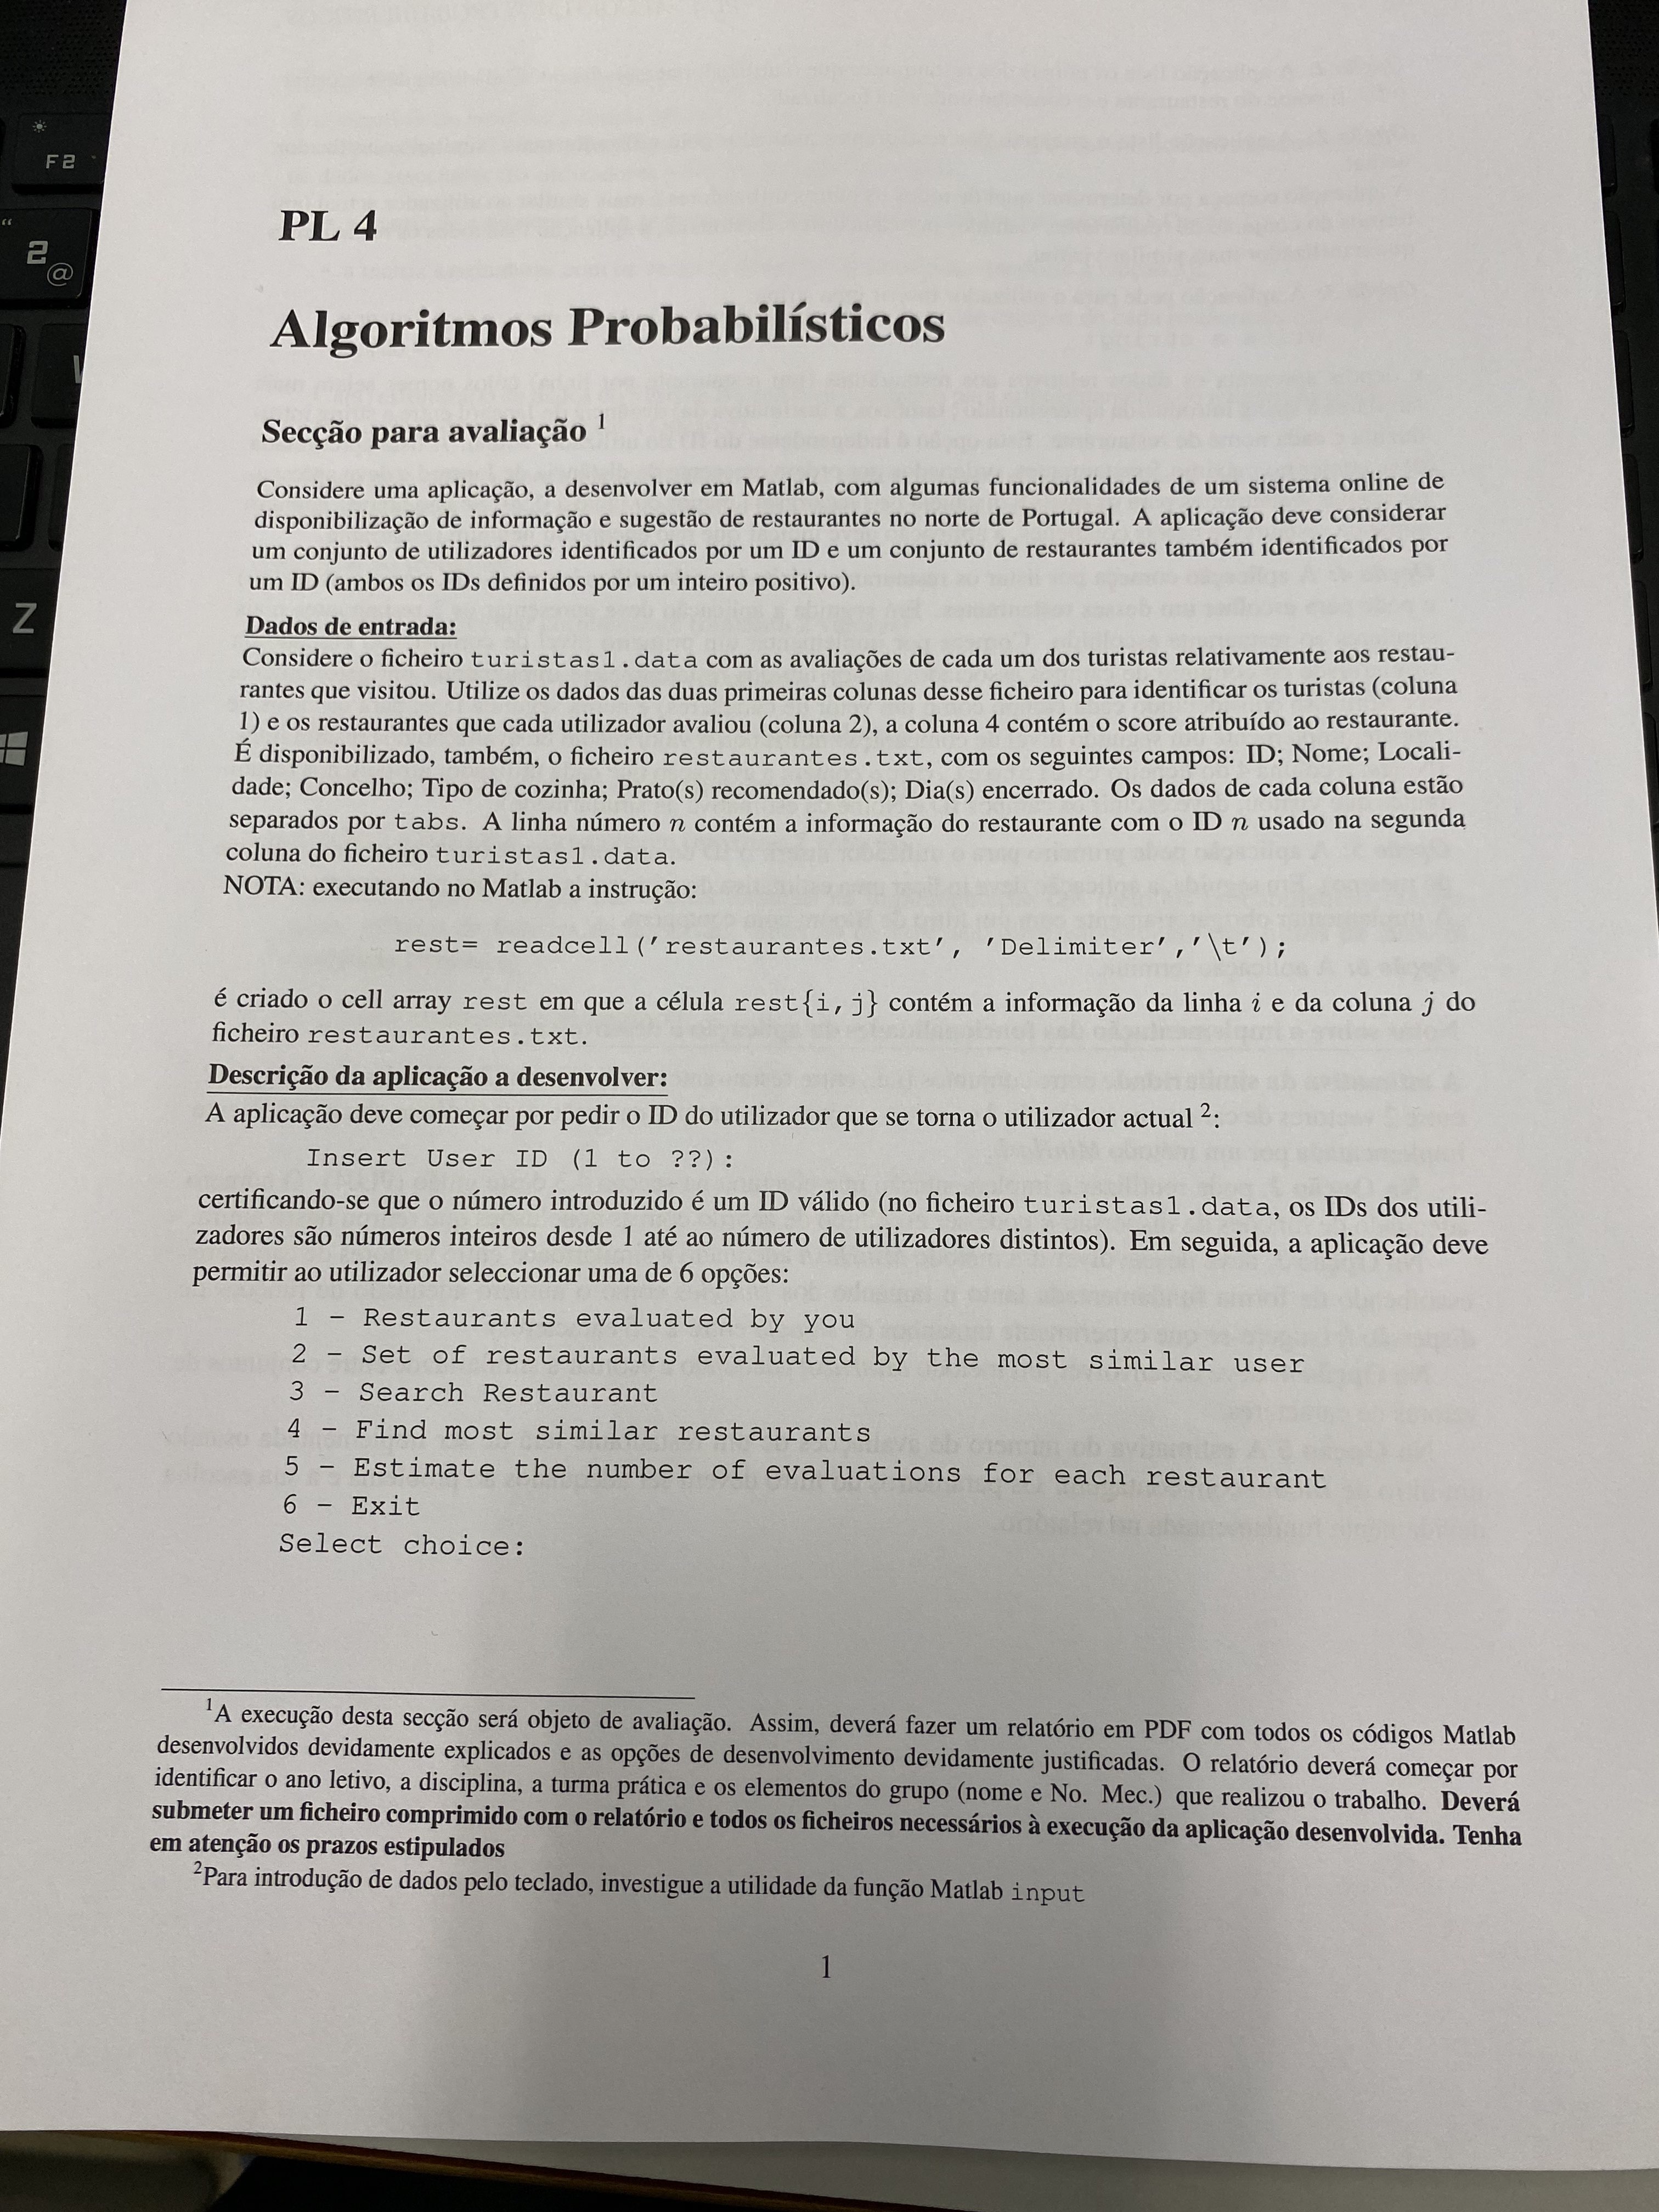 F2
“
2
@
Z
PL 4
Algoritmos Probabilísticos
Secção para avaliação 1
Considere uma aplicação, a desenvolver em Matlab, com algumas funcionalidades de um sistema online de
disponibilização de informação e sugestão de restaurantes no norte de Portugal. A aplicação deve considerar
um conjunto de utilizadores identificados por um ID e um conjunto de restaurantes também identificados por
um ID (ambos os IDs definidos por um inteiro positivo).
Dados de entrada:
Considere o ficheiro turistas1.data com as avaliações de cada um dos turistas relativamente aos restau-
rantes que visitou. Utilize os dados das duas primeiras colunas desse ficheiro para identificar os turistas (coluna
1) e os restaurantes que cada utilizador avaliou (coluna 2), a coluna 4 contém o score atribuído ao restaurante.
É disponibilizado, também, o ficheiro restaurantes.txt, com os seguintes campos: ID; Nome; Locali-
dade; Concelho; Tipo de cozinha; Prato(s) recomendado(s); Dia(s) encerrado. Os dados de cada coluna estão
separados por tabs. A linha número n contém a informação do restaurante com o ID n usado na segunda
coluna do ficheiro turistas1.data.
NOTA: executando no Matlab a instrução:
rest= readcell('restaurantes.txt', 'Delimiter','\t');
é criado o cell array rest em que a célula rest{i,j} contém a informação da linha i e da coluna j do
ficheiro restaurantes.txt.
Descrição da aplicação a desenvolver:
A aplicação deve começar por pedir o ID do utilizador que se torna o utilizador actual 2:
Insert User ID (1 to ??):
certificando-se que o número introduzido é um ID válido (no ficheiro turistas1.data, os IDs dos utili-
zadores são números inteiros desde 1 até ao número de utilizadores distintos). Em seguida, a aplicação deve
permitir ao utilizador seleccionar uma de 6 opções:
1 - Restaurants evaluated by you
2 - Set of restaurants evaluated by the most similar user
3 - Search Restaurant
4 - Find most similar restaurants
5 - Estimate the number of evaluations for each restaurant
6 - Exit
Select choice:
1A execução desta secção será objeto de avaliação. Assim, deverá fazer um relatório em PDF com todos os códigos Matlab
desenvolvidos devidamente explicados e as opções de desenvolvimento devidamente justificadas. O relatório deverá começar por
identificar o ano letivo, a disciplina, a turma prática e os elementos do grupo (nome e No. Mec.) que realizou o trabalho. Deverá
submeter um ficheiro comprimido com o relatório e todos os ficheiros necessários à execução da aplicação desenvolvida. Tenha
em atenção os prazos estipulados
2Para introdução de dados pelo teclado, investigue a utilidade da função Matlab input
1